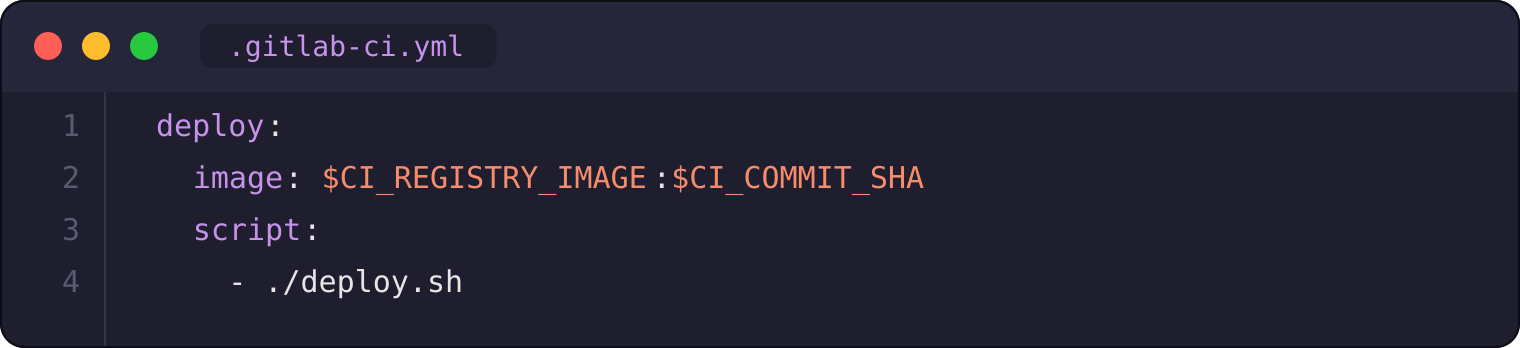 .gitlab-ci.yml
1 deploy:
2   image: $CI_REGISTRY_IMAGE:$CI_COMMIT_SHA
3   script:
4     - ./deploy.sh